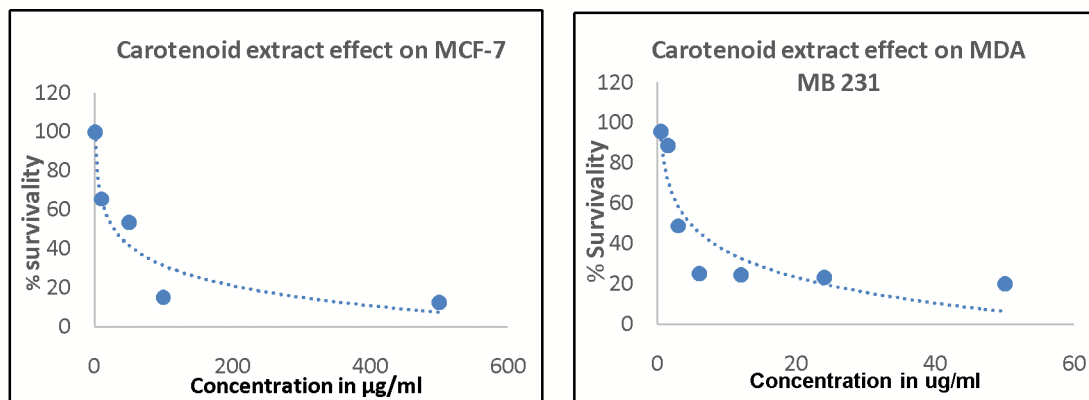 Carotenoid extract effect on MCF-7
120
100
80
60
40
20
0
% survivality
0 200 400 600
Concentration in µg/ml
Carotenoid extract effect on MDA
MB 231
120
100
80
60
40
20
0
% Survivality
0 20 40 60
Concentration in ug/ml